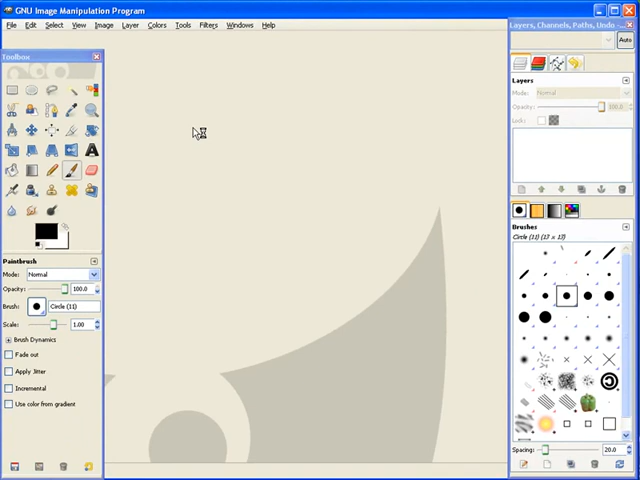 GNU Image Manipulation Program
File Edit Select View Image Layer Colors Tools Filters Windows Help
Toolbox
Paintbrush
Mode: Normal
Opacity: 100.0
Brush: Circle (11)
Scale: 1.00
Brush Dynamics
Fade out
Apply Jitter
Incremental
Use color from gradient
Layers, Channels, Paths, Undo -
Auto
Layers
Mode: Normal
Opacity: 100.0
Lock:
Brushes
Circle (11) (17 × 17)
Spacing: 20.0